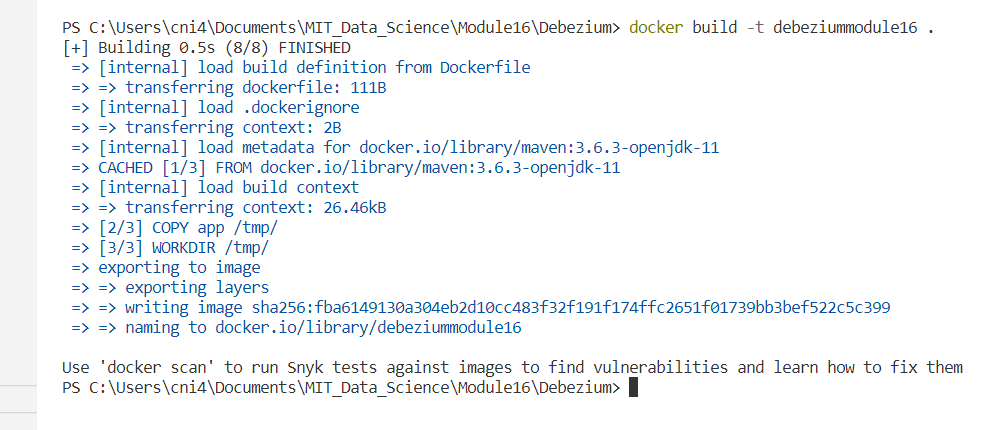 PS C:\Users\cni4\Documents\MIT_Data_Science\Module16\Debezium> docker build -t debeziummodule16 .
[+] Building 0.5s (8/8) FINISHED
=> [internal] load build definition from Dockerfile
=> => transferring dockerfile: 111B
=> [internal] load .dockerignore
=> => transferring context: 2B
=> [internal] load metadata for docker.io/library/maven:3.6.3-openjdk-11
=> CACHED [1/3] FROM docker.io/library/maven:3.6.3-openjdk-11
=> [internal] load build context
=> => transferring context: 26.46kB
=> [2/3] COPY app /tmp/
=> [3/3] WORKDIR /tmp/
=> exporting to image
=> => exporting layers
=> => writing image sha256:fba6149130a304eb2d10cc483f32f191f174ffc2651f01739bb3bef522c5c399
=> => naming to docker.io/library/debeziummodule16
Use 'docker scan' to run Snyk tests against images to find vulnerabilities and learn how to fix them
PS C:\Users\cni4\Documents\MIT_Data_Science\Module16\Debezium>